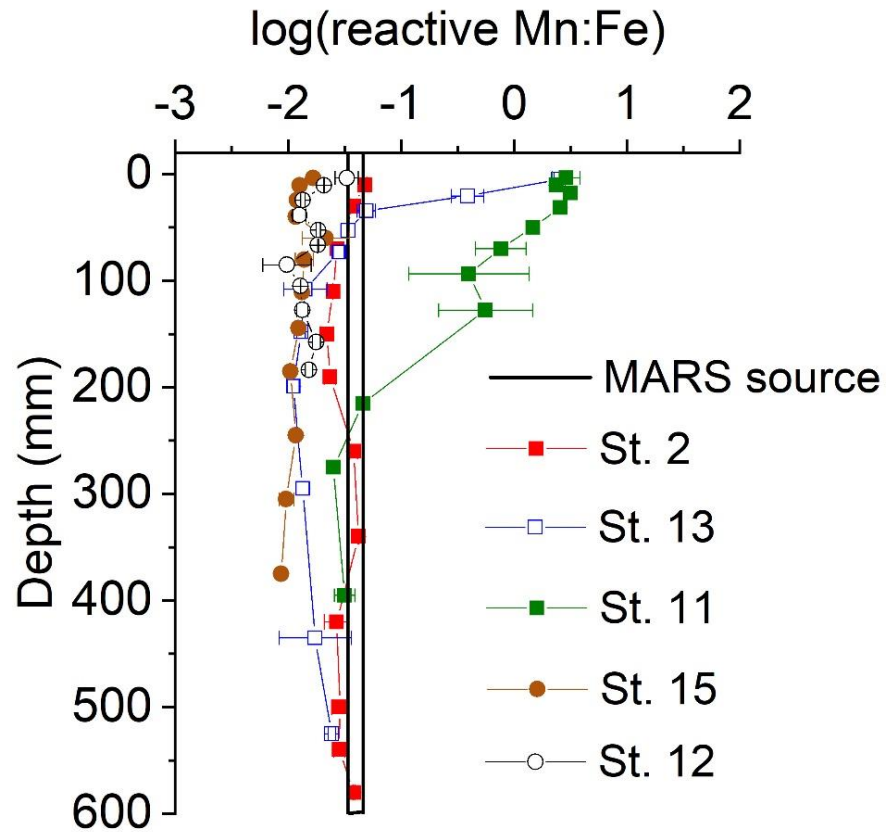 log(reactive Mn:Fe)
-3 -2 -1 0 1 2
0
100
200
300
400
500
600
Depth (mm)
MARS source
St. 2
St. 13
St. 11
St. 15
St. 12